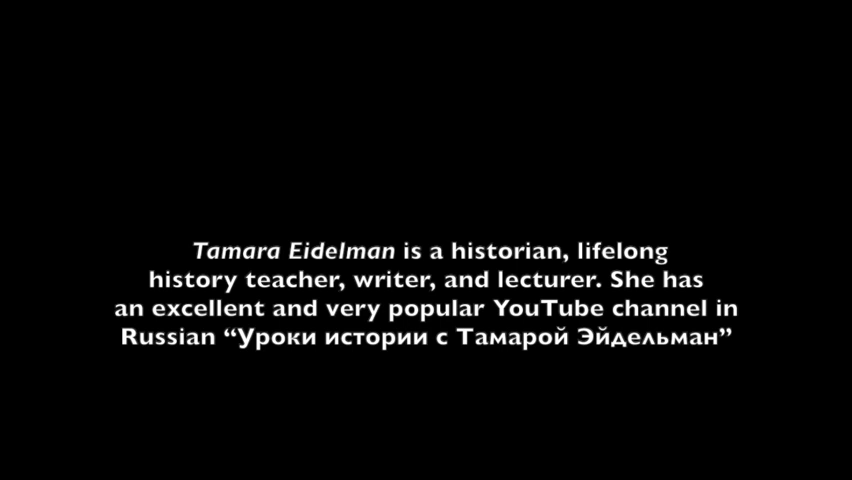 Tamara Eidelman is a historian, lifelong
history teacher, writer, and lecturer. She has
an excellent and very popular YouTube channel in
Russian “Уроки истории с Тамарой Эйдельман”